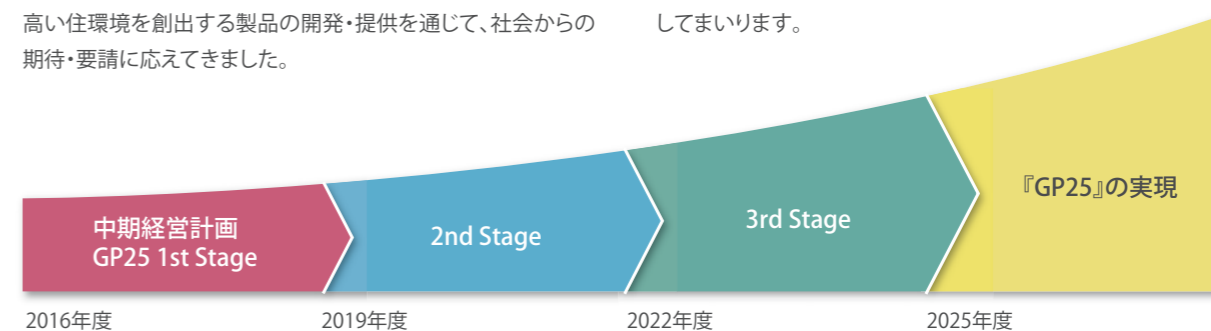 高い住環境を創出する製品の開発・提供を通じて、社会からの
期待・要請に応えてきました。
してまいります。
中期経営計画
GP25 1st Stage
2nd Stage
3rd Stage
『GP25』の実現
2016年度
2019年度
2022年度
2025年度